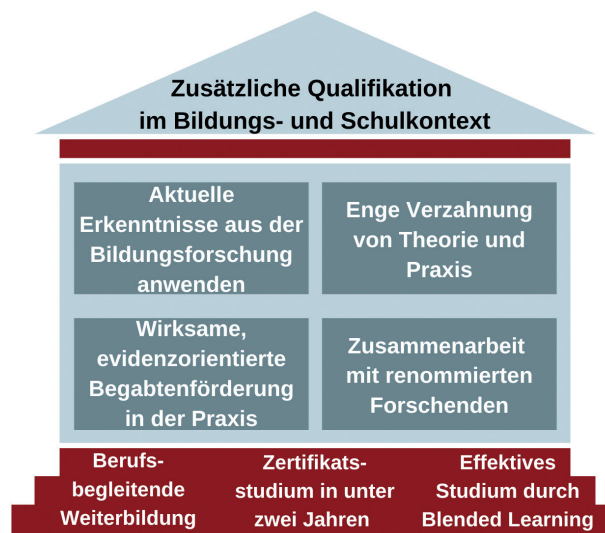 Zusätzliche Qualifikation
im Bildungs- und Schulkontext
Aktuelle
Erkenntnisse aus der
Bildungsforschung
anwenden
Enge Verzahnung
von Theorie und
Praxis
Wirksame,
evidenzorientierte
Begabtenförderung
in der Praxis
Zusammenarbeit
mit renommierten
Forschenden
Berufs-
begleitende
Weiterbildung
Zertifikats-
studium in unter
zwei Jahren
Effektives
Studium durch
Blended Learning